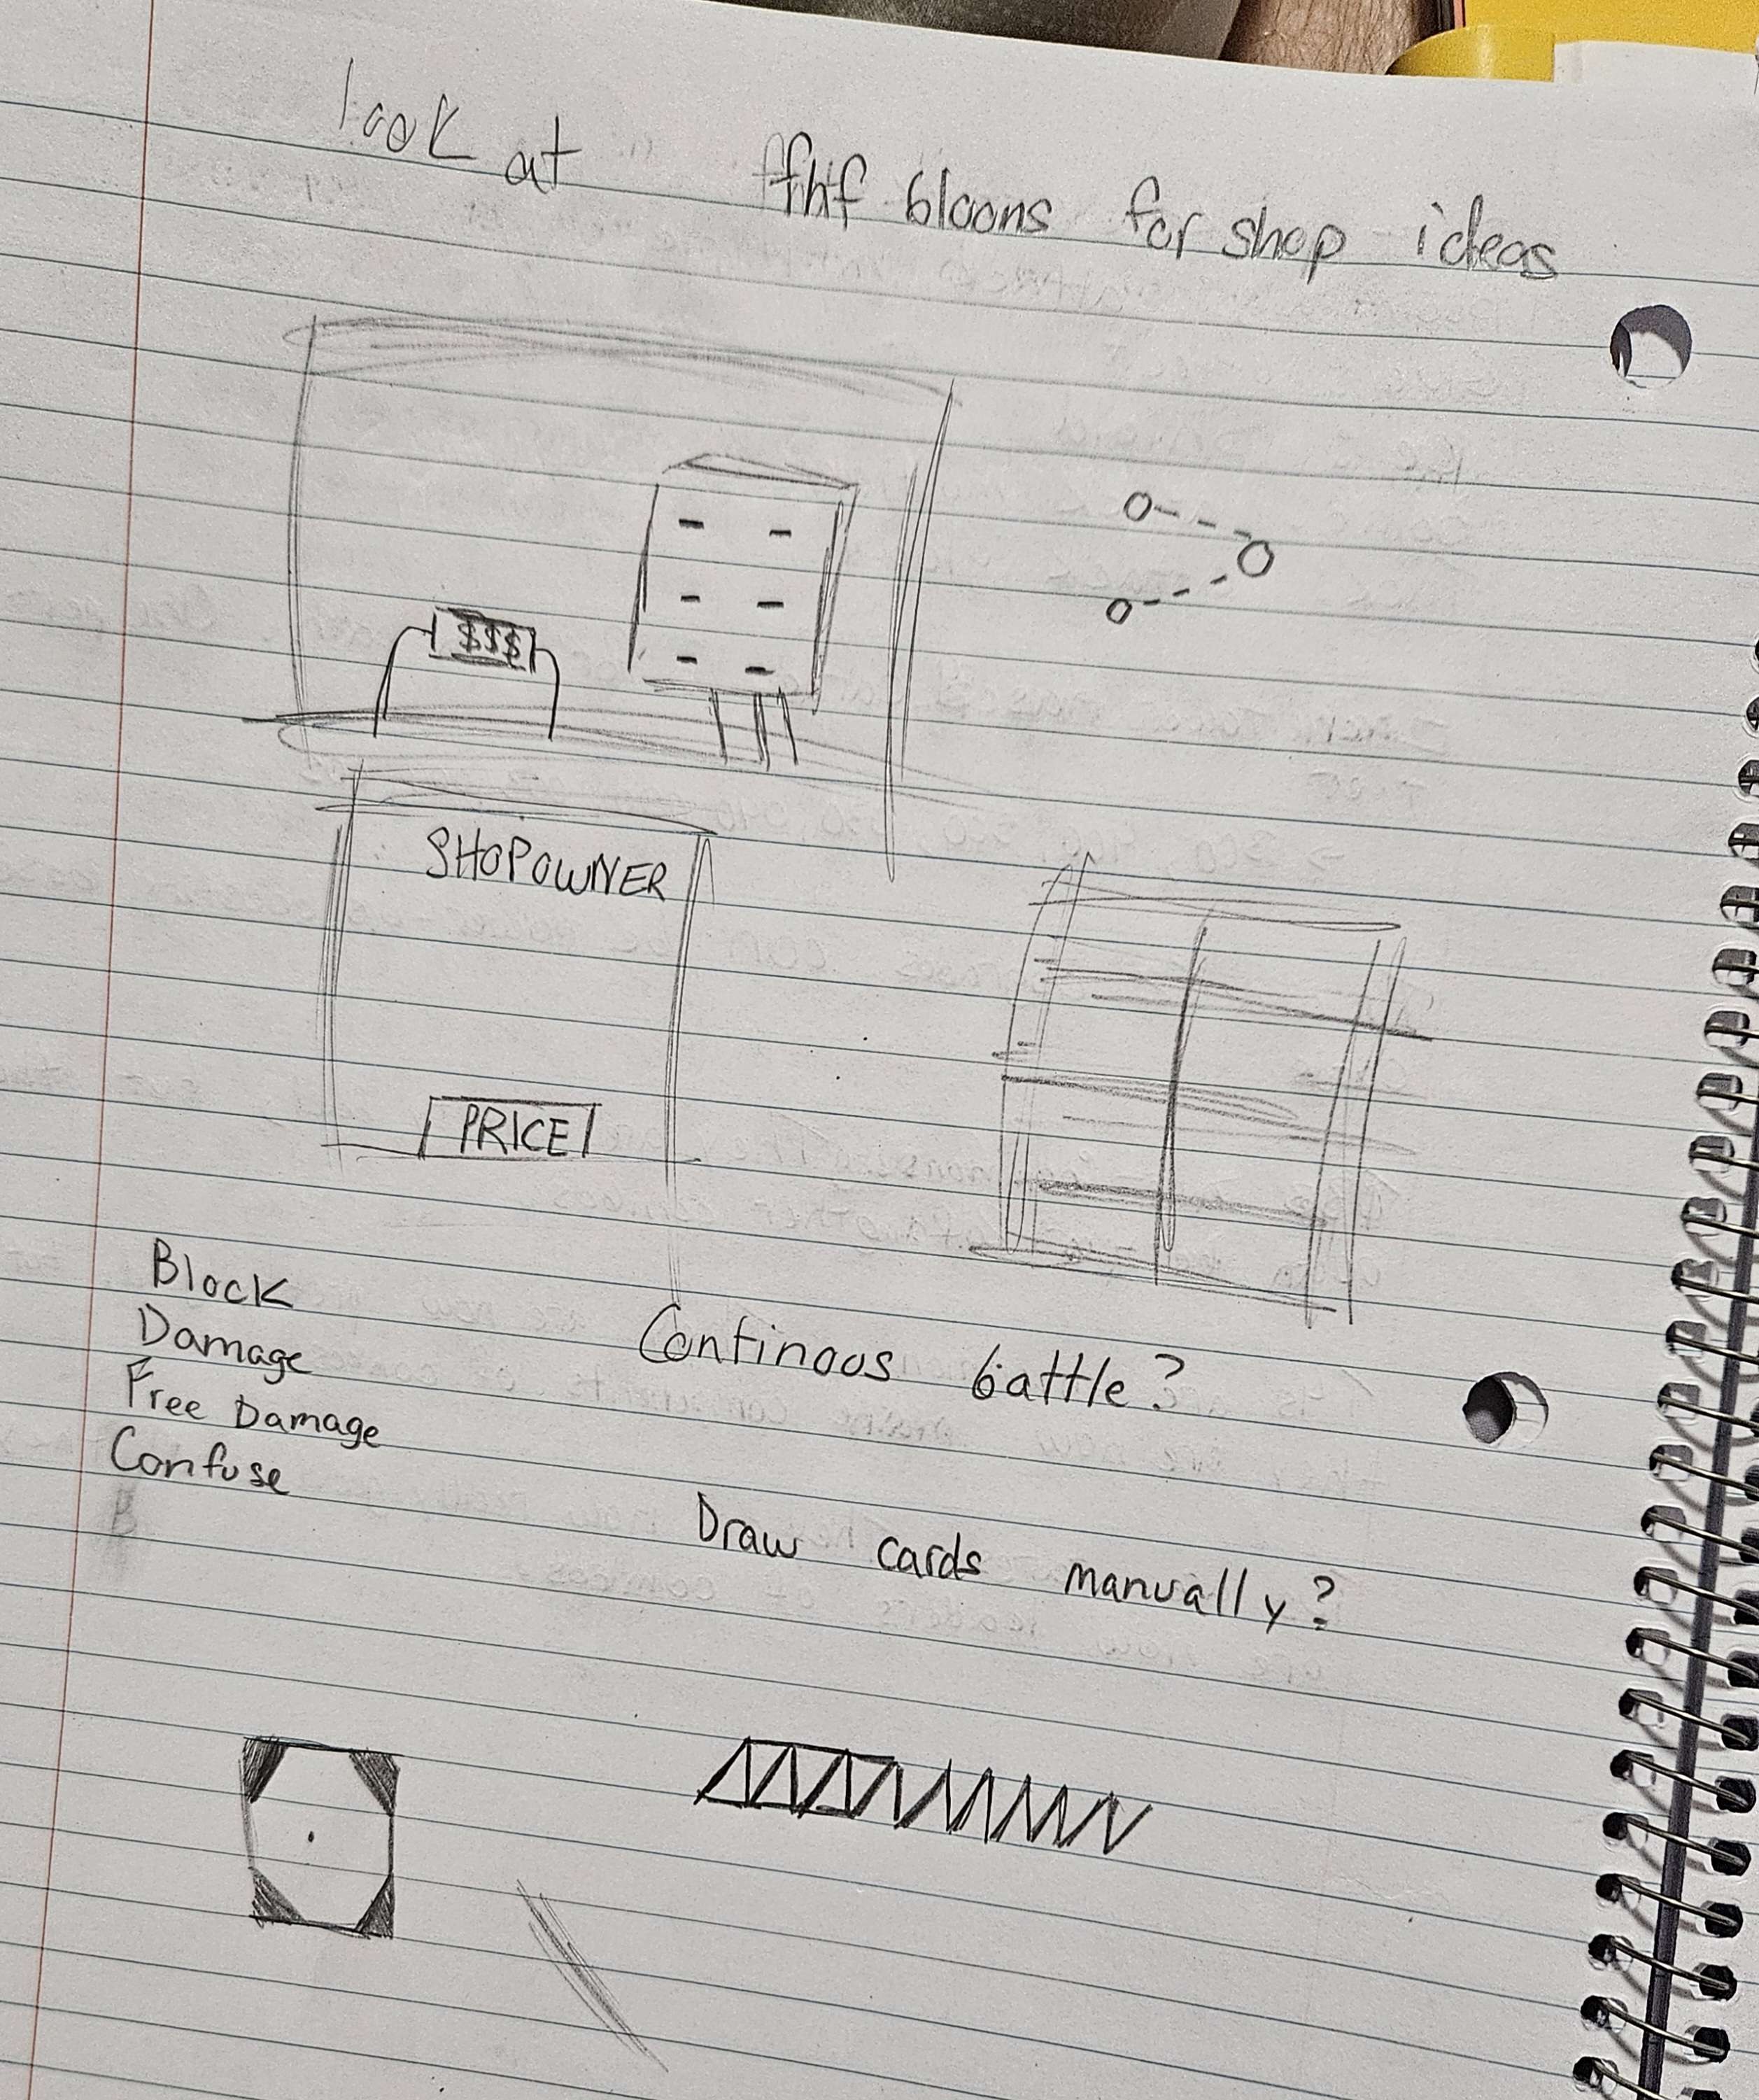 look at fnf bloons for shop ideas
$$$
SHOPOWNER
PRICE
Block
Damage
Free Damage
Confuse
B
Continoos battle?
Draw cards manually?